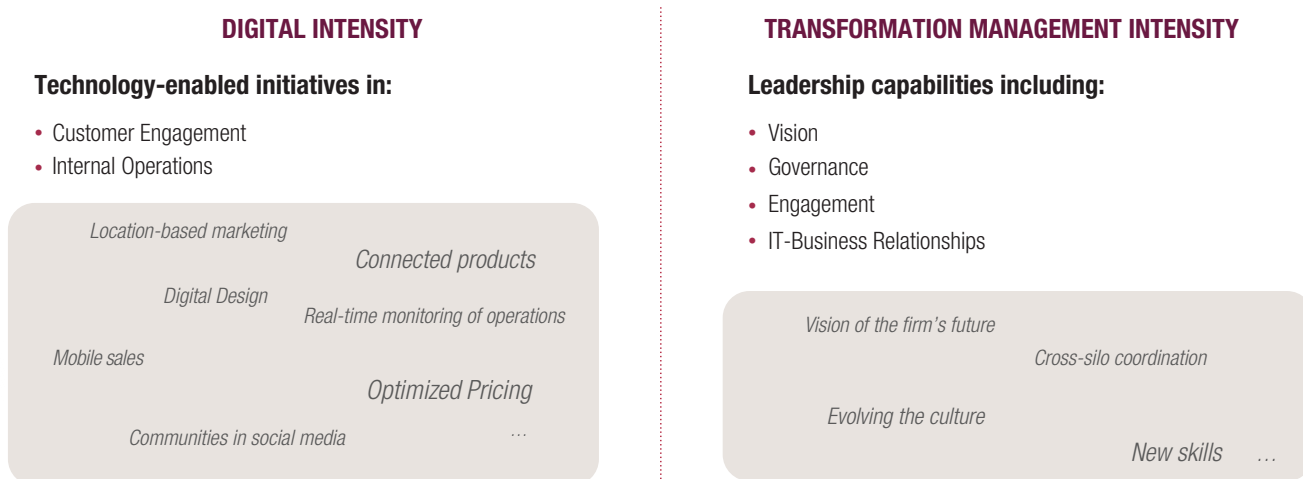 DIGITAL INTENSITY
Technology-enabled initiatives in:
• Customer Engagement
• Internal Operations
Location-based marketing
Connected products
Digital Design
Real-time monitoring of operations
Mobile sales
Optimized Pricing
Communities in social media
...
TRANSFORMATION MANAGEMENT INTENSITY
Leadership capabilities including:
• Vision
• Governance
• Engagement
• IT-Business Relationships
Vision of the firm's future
Cross-silo coordination
Evolving the culture
New skills ...